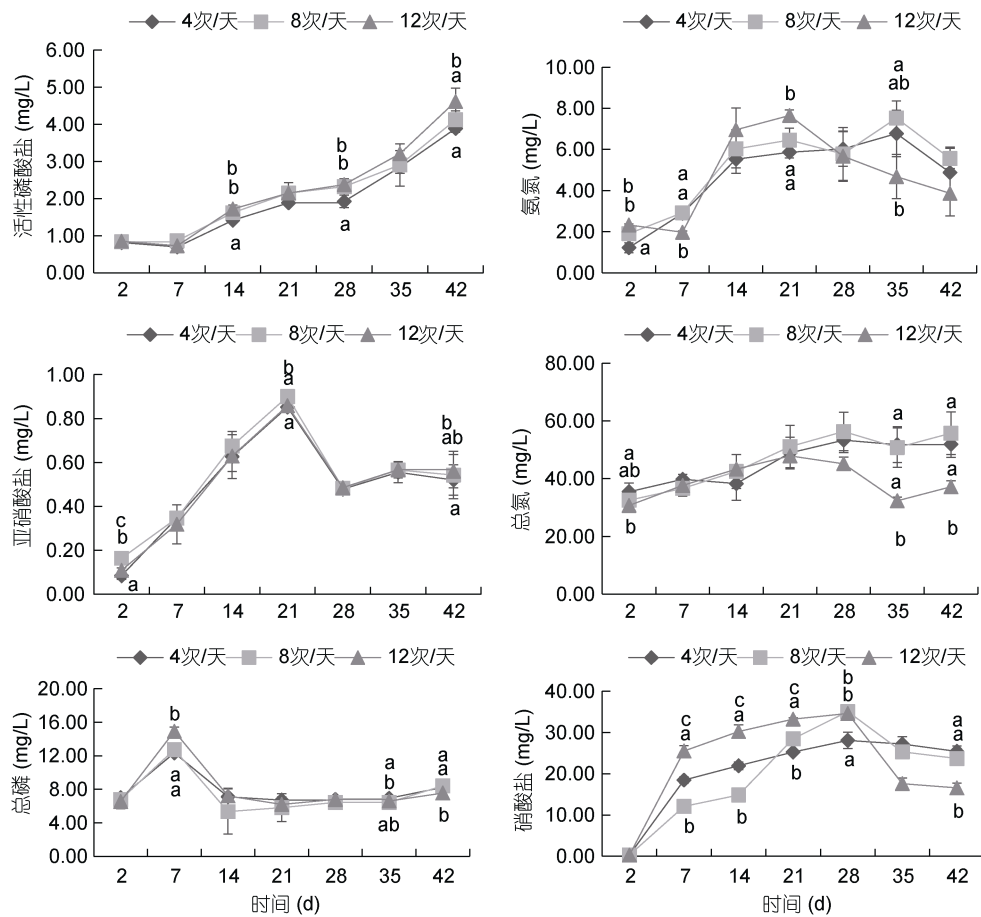 4次/天 8次/天 12次/天
活性磷酸盐 (mg/L)
6.00
5.00
4.00
3.00
2.00
1.00
0.00
b
b
a
b
b
a
b
a
a
2 7 14 21 28 35 42
4次/天 8次/天 12次/天
氨氮 (mg/L)
10.00
8.00
6.00
4.00
2.00
0.00
b
b
a
a
a
b
b
a
a
a
ab
b
2 7 14 21 28 35 42
4次/天 8次/天 12次/天
亚硝酸盐 (mg/L)
1.00
0.80
0.60
0.40
0.20
0.00
c
b
a
b
a
a
b
ab
a
2 7 14 21 28 35 42
4次/天 8次/天 12次/天
总氮 (mg/L)
80.00
60.00
40.00
20.00
0.00
a
ab
b
a
a
b
a
a
b
2 7 14 21 28 35 42
4次/天 8次/天 12次/天
总磷 (mg/L)
20.00
16.00
12.00
8.00
4.00
0.00
b
a
a
a
b
ab
a
a
b
2 7 14 21 28 35 42
时间 (d)
4次/天 8次/天 12次/天
硝酸盐 (mg/L)
40.00
30.00
20.00
10.00
0.00
c
a
b
c
a
b
c
a
b
b
b
a
a
a
b
2 7 14 21 28 35 42
时间 (d)